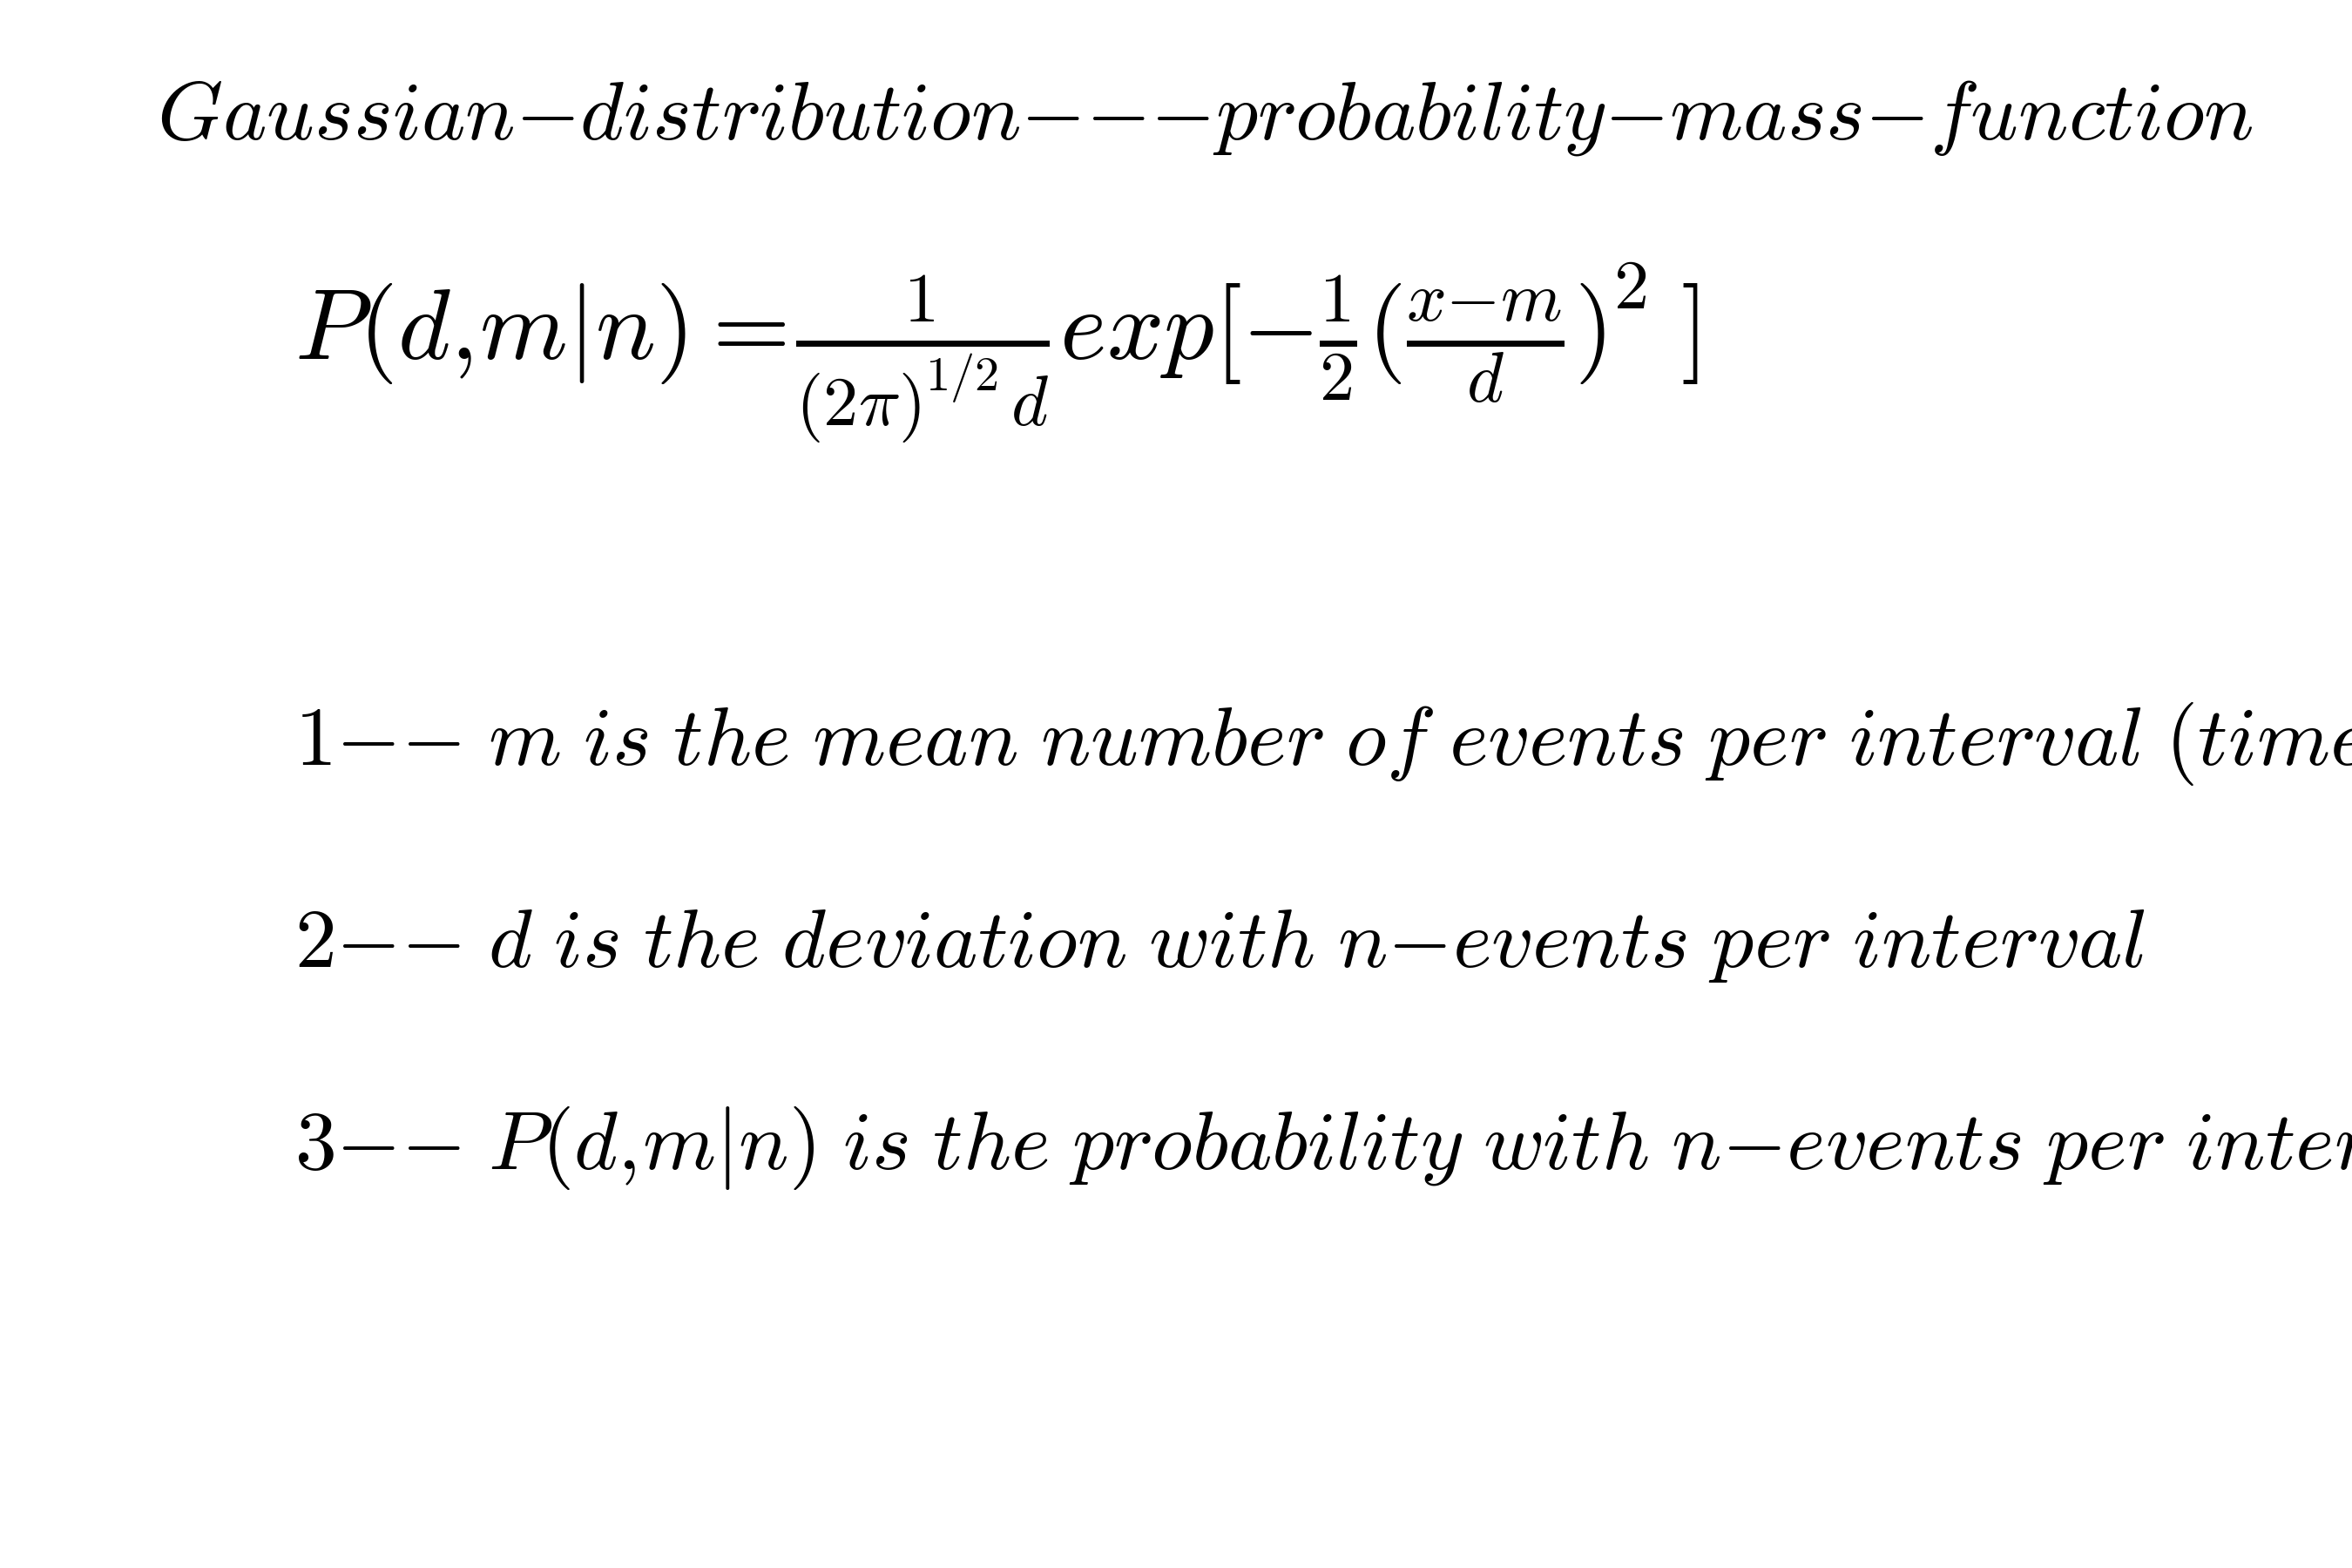 Gaussian−distribution−−−probability−mass−function
P(d,m|n) = 1/((2π)^{1/2} d) exp[−1/2 ((x−m)/d)^2 ]
1−− m is the mean number of events per interval (time
2−− d is the deviation with n−events per interval
3−− P(d,m|n) is the probability with n−events per